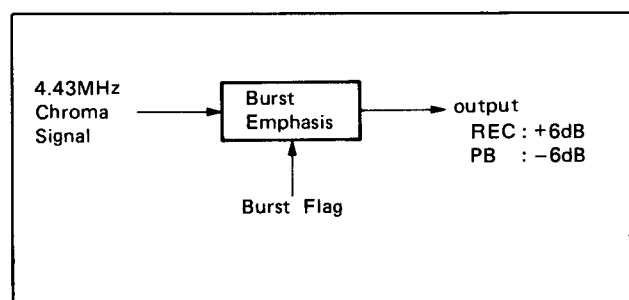 4.43MHz
Chroma
Signal
Burst
Emphasis
output
REC : +6dB
PB : −6dB
Burst Flag